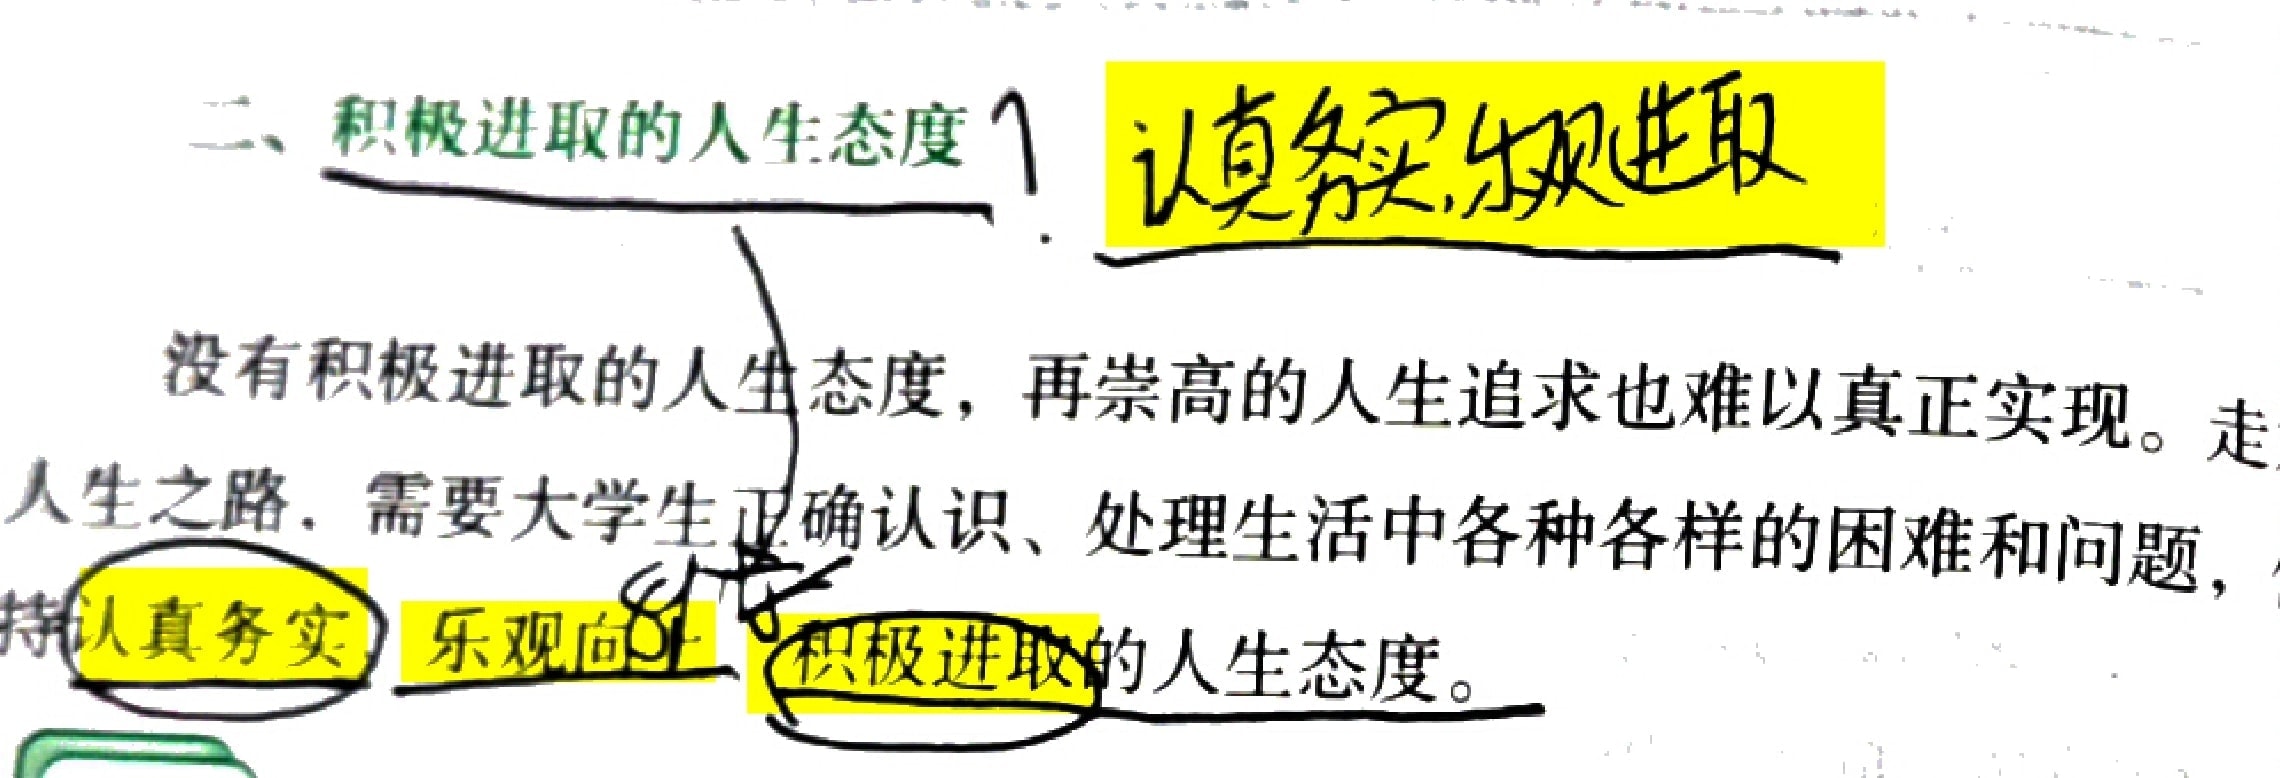 二、积极进取的人生态度 认真务实,乐观进取
没有积极进取的人生态度，再崇高的人生追求也难以真正实现。走
人生之路，需要大学生正确认识、处理生活中各种各样的困难和问题，
持认真务实、乐观向上、积极进取的人生态度。